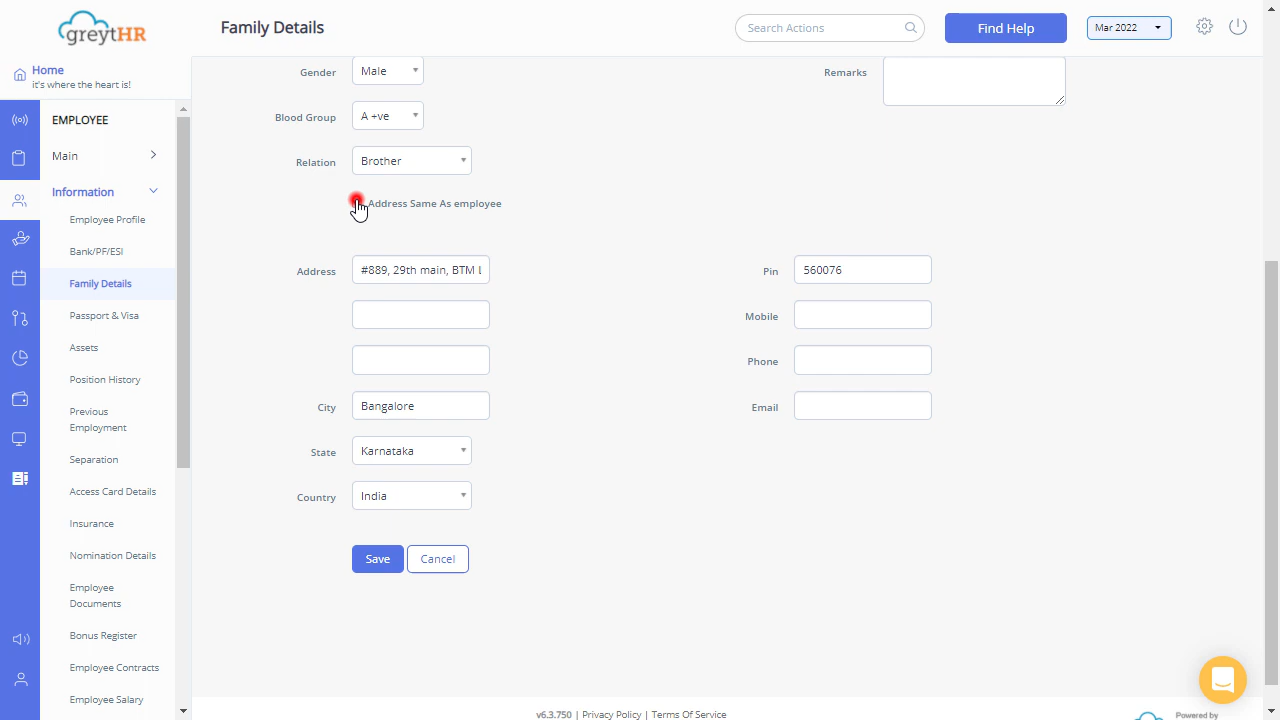 greytHR
Family Details
Search Actions
Find Help
Mar 2022
Home
it's where the heart is!
EMPLOYEE
Main
Information
Employee Profile
Bank/PF/ESI
Family Details
Passport & Visa
Assets
Position History
Previous
Employment
Separation
Access Card Details
Insurance
Nomination Details
Employee
Documents
Bonus Register
Employee Contracts
Employee Salary
Gender
Male
Remarks
Blood Group
A +ve
Relation
Brother
Address Same As employee
Address
#889, 29th main, BTM L
Pin
560076
Mobile
Phone
City
Bangalore
Email
State
Karnataka
Country
India
Save
Cancel
v6.3.750 | Privacy Policy | Terms Of Service
Powered by